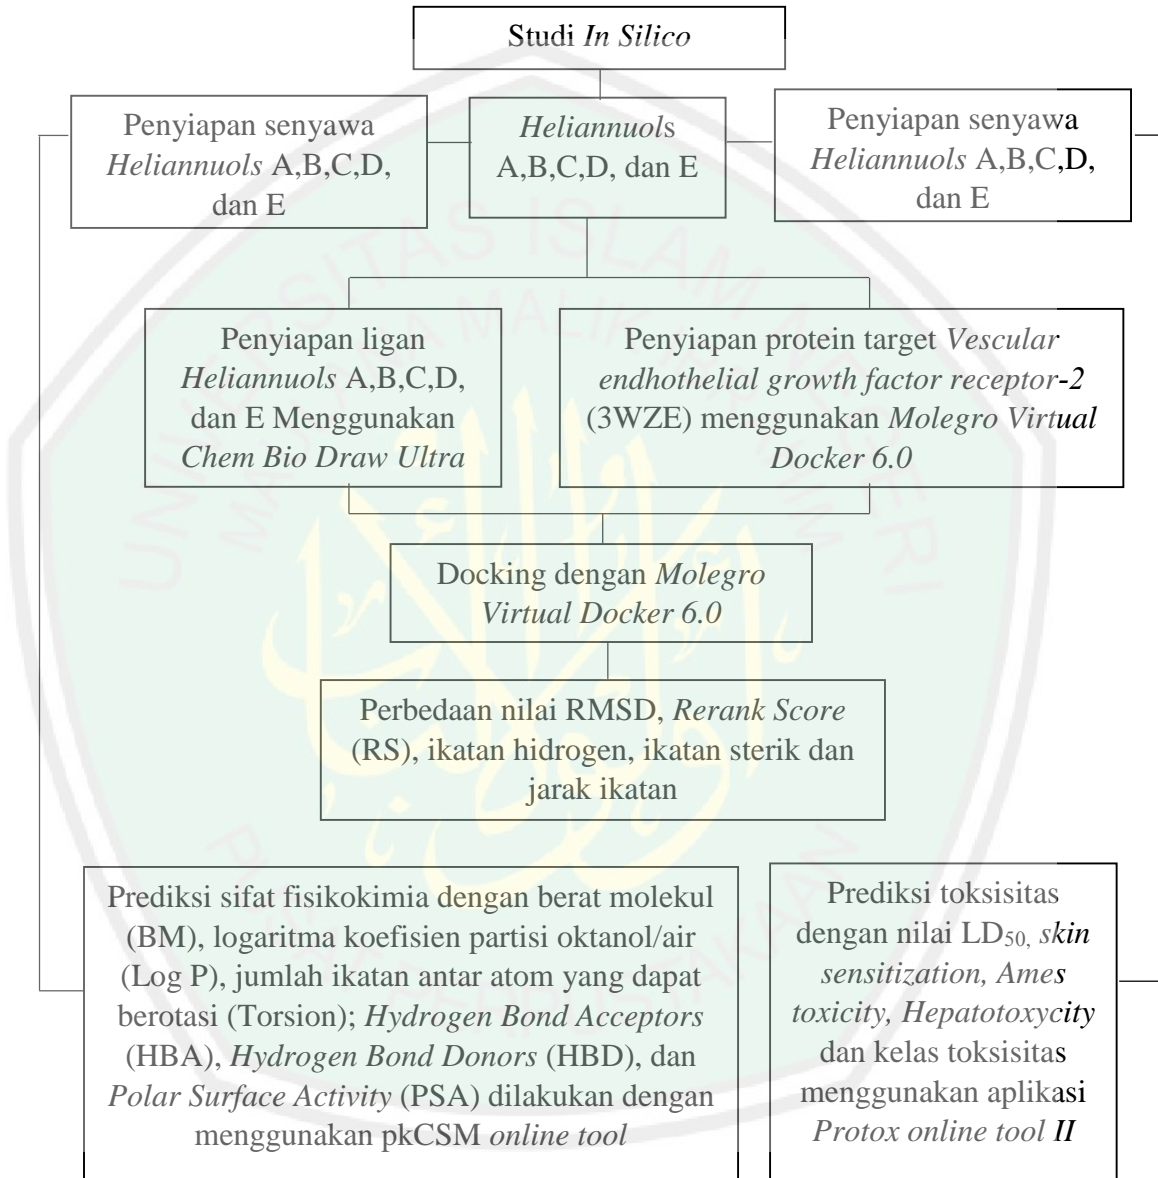 Studi In Silico
Penyiapan senyawa
Heliannuols A,B,C,D,
dan E
Heliannuols
A,B,C,D, dan E
Penyiapan senyawa
Heliannuols A,B,C,D,
dan E
Penyiapan ligan
Heliannuols A,B,C,D,
dan E Menggunakan
Chem Bio Draw Ultra
Penyiapan protein target Vescular
endhothelial growth factor receptor-2
(3WZE) menggunakan Molegro Virtual
Docker 6.0
Docking dengan Molegro
Virtual Docker 6.0
Perbedaan nilai RMSD, Rerank Score
(RS), ikatan hidrogen, ikatan sterik dan
jarak ikatan
Prediksi sifat fisikokimia dengan berat molekul
(BM), logaritma koefisien partisi oktanol/air
(Log P), jumlah ikatan antar atom yang dapat
berotasi (Torsion); Hydrogen Bond Acceptors
(HBA), Hydrogen Bond Donors (HBD), dan
Polar Surface Activity (PSA) dilakukan dengan
menggunakan pkCSM online tool
Prediksi toksisitas
dengan nilai LD50, skin
sensitization, Ames
toxicity, Hepatotoxycity
dan kelas toksisitas
menggunakan aplikasi
Protox online tool II